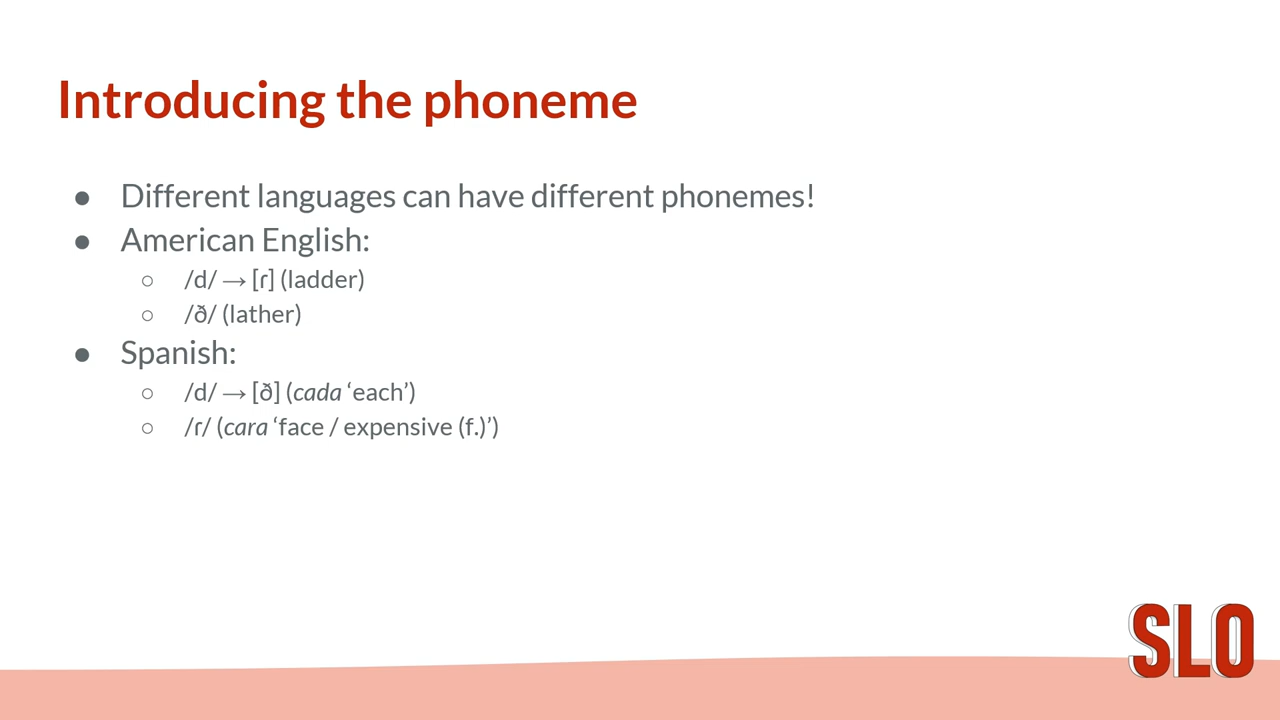 Introducing the phoneme
● Different languages can have different phonemes!
● American English:
○ /d/ → [ɾ] (ladder)
○ /ð/ (lather)
● Spanish:
○ /d/ → [ð] (cada ‘each’)
○ /ɾ/ (cara ‘face / expensive (f.)’)
SLO